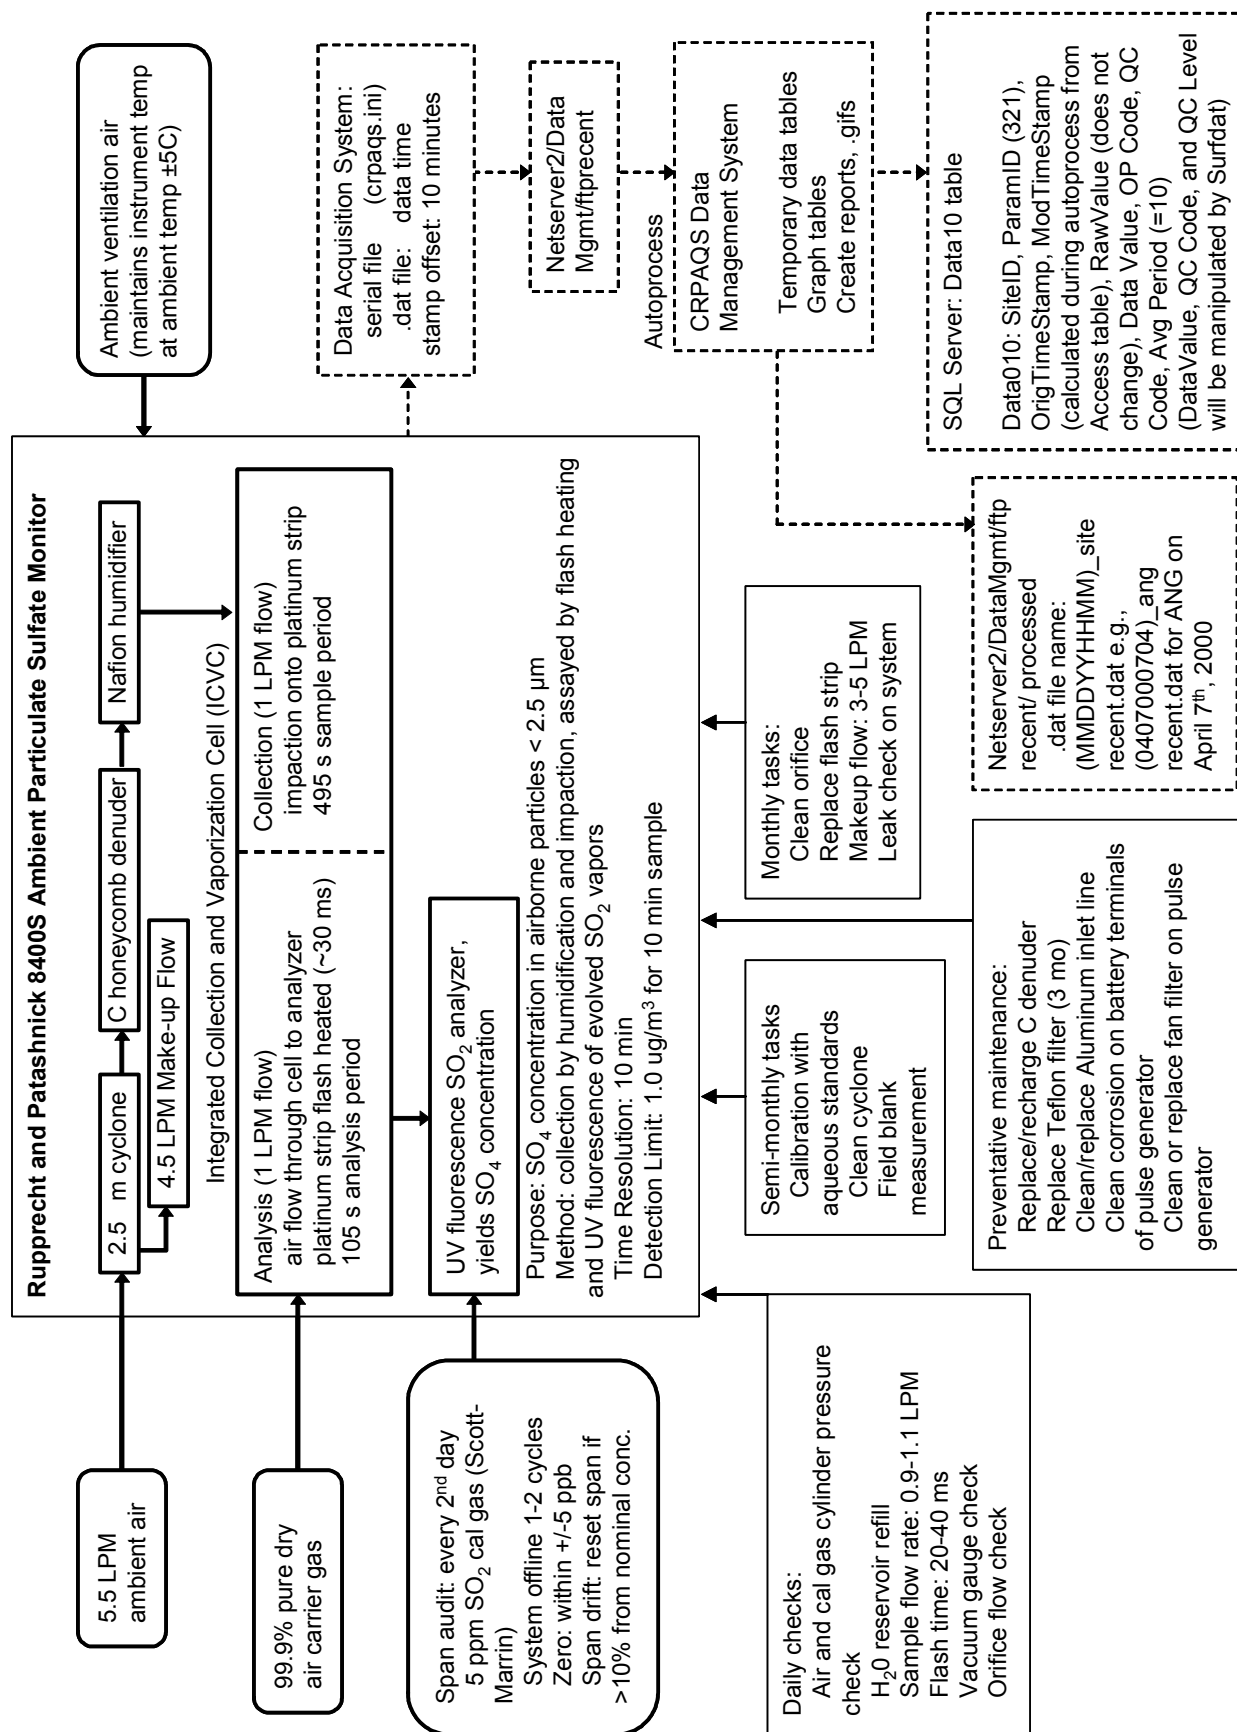 Rupprecht and Patashnick 8400S Ambient Particulate Sulfate Monitor
5.5 LPM
ambient air
2.5 m cyclone
C honeycomb denuder
Nafion humidifier
4.5 LPM Make-up Flow
Ambient ventilation air
(maintains instrument temp
at ambient temp ±5C)
Integrated Collection and Vaporization Cell (ICVC)
99.9% pure dry
air carrier gas
Analysis (1 LPM flow)
air flow through cell to analyzer
platinum strip flash heated (~30 ms)
105 s analysis period
Collection (1 LPM flow)
impaction onto platinum strip
495 s sample period
Span audit: every 2nd day
5 ppm SO2 cal gas (Scott-
Marrin)
System offline 1-2 cycles
Zero: within +/-5 ppb
Span drift: reset span if
>10% from nominal conc.
UV fluorescence SO2 analyzer,
yields SO4 concentration
Purpose: SO4 concentration in airborne particles < 2.5 µm
Method: collection by humidification and impaction, assayed by flash heating
and UV fluorescence of evolved SO2 vapors
Time Resolution: 10 min
Detection Limit: 1.0 ug/m3 for 10 min sample
Data Acquisition System:
serial file (crpaqs.ini)
.dat file: data time
stamp offset: 10 minutes
Netserver2/Data
Mgmt/ftprecent
Autoprocess
CRPAQS Data
Management System
Temporary data tables
Graph tables
Create reports, .gifs
Daily checks:
Air and cal gas cylinder pressure
check
H20 reservoir refill
Sample flow rate: 0.9-1.1 LPM
Flash time: 20-40 ms
Vacuum gauge check
Orifice flow check
Semi-monthly tasks
Calibration with
aqueous standards
Clean cyclone
Field blank
measurement
Monthly tasks:
Clean orifice
Replace flash strip
Makeup flow: 3-5 LPM
Leak check on system
Preventative maintenance:
Replace/recharge C denuder
Replace Teflon filter (3 mo)
Clean/replace Aluminum inlet line
Clean corrosion on battery terminals
of pulse generator
Clean or replace fan filter on pulse
generator
Netserver2/DataMgmt/ftp
recent/ processed
.dat file name:
(MMDDYYHHMM)_site
recent.dat e.g.,
(0407000704)_ang
recent.dat for ANG on
April 7th, 2000
SQL Server: Data10 table
Data010: SiteID, ParamID (321),
OrigTimeStamp, ModTimeStamp
(calculated during autoprocess from
Access table), RawValue (does not
change), Data Value, OP Code, QC
Code, Avg Period (=10)
(DataValue, QC Code, and QC Level
will be manipulated by Surfdat)